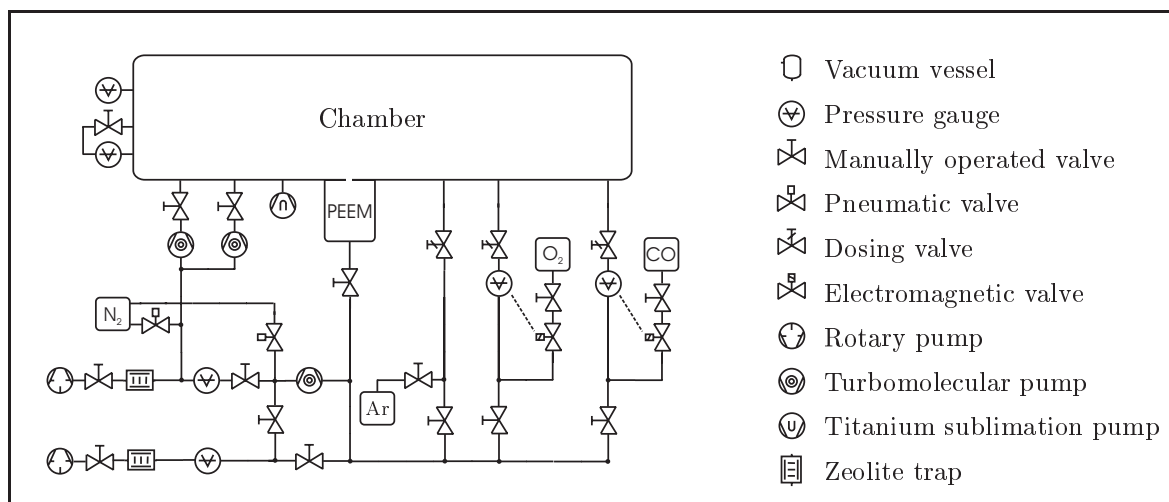 Chamber
PEEM
O₂
CO
N₂
Ar
Vacuum vessel
Pressure gauge
Manually operated valve
Pneumatic valve
Dosing valve
Electromagnetic valve
Rotary pump
Turbomolecular pump
Titanium sublimation pump
Zeolite trap